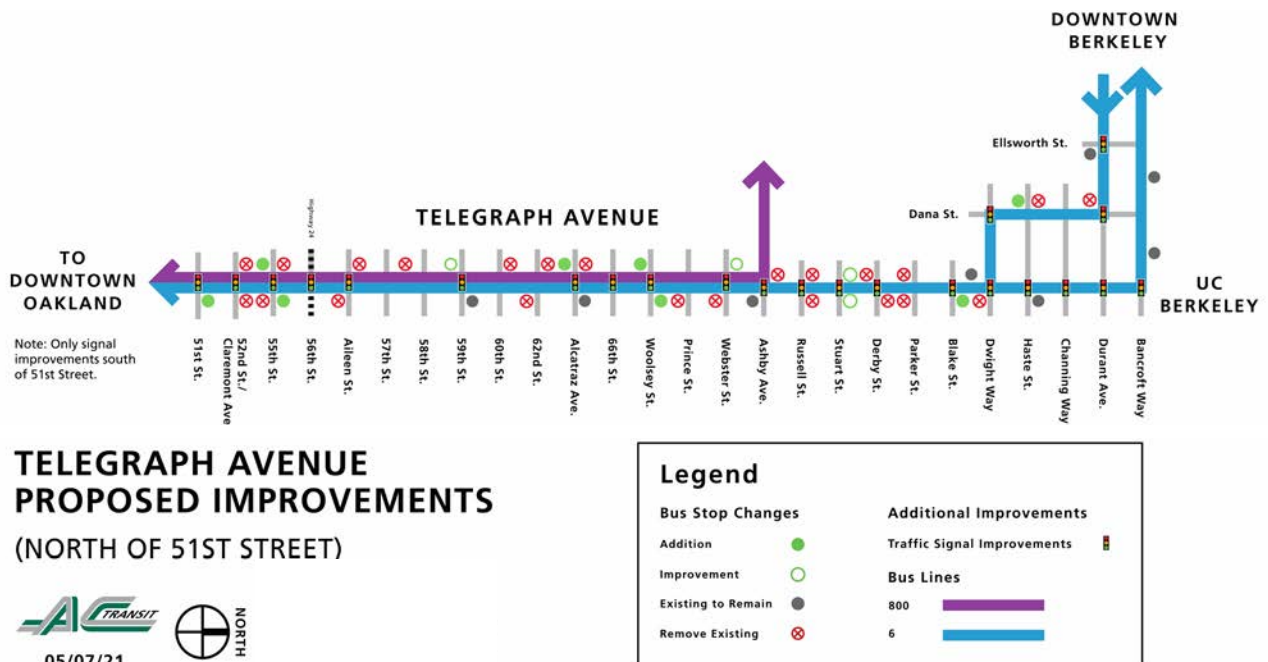 DOWNTOWN
BERKELEY
Ellsworth St.
Dana St.
Highway 24
TELEGRAPH AVENUE
TO
DOWNTOWN
OAKLAND
UC
BERKELEY
Note: Only signal
improvements south
of 51st Street.
51st St.
52nd St./
Claremont Ave
55th St.
56th St.
Aileen St.
57th St.
58th St.
59th St.
60th St.
62nd St.
Alcatraz Ave.
66th St.
Woolsey St.
Prince St.
Webster St.
Ashby Ave.
Russell St.
Stuart St.
Derby St.
Parker St.
Blake St.
Dwight Way
Haste St.
Channing Way
Durant Ave.
Bancroft Way
TELEGRAPH AVENUE
PROPOSED IMPROVEMENTS
(NORTH OF 51ST STREET)
AC TRANSIT
NORTH
05/07/21
Legend
Bus Stop Changes
Addition
Improvement
Existing to Remain
Remove Existing
Additional Improvements
Traffic Signal Improvements
Bus Lines
800
6